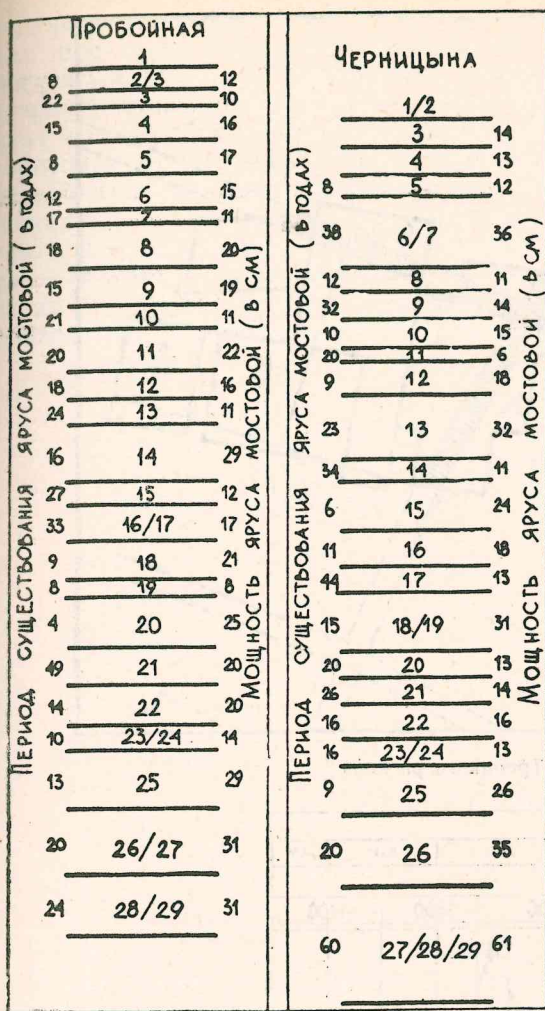 ПРОБОЙНАЯ
ПЕРИОД СУЩЕСТВОВАНИЯ ЯРУСА МОСТОВОЙ (В ГОДАХ)
1
8 2/3 12
22 3 10
15 4 16
8 5 17
12 6 15
17 7 11
18 8 20
15 9 19
21 10 11
20 11 22
18 12 16
24 13 11
16 14 29
27 15 12
33 16/17 17
9 18 21
8 19 8
4 20 25
49 21 20
14 22 20
10 23/24 14
13 25 29
20 26/27 31
24 28/29 31
МОЩНОСТЬ ЯРУСА МОСТОВОЙ (В СМ)
ЧЕРНИЦЫНА
ПЕРИОД СУЩЕСТВОВАНИЯ ЯРУСА МОСТОВОЙ (В ГОДАХ)
1/2
3 14
4 13
8 5 12
38 6/7 36
12 8 11
32 9 14
10 10 15
20 11 6
9 12 18
23 13 32
34 14 11
6 15 24
11 16 18
44 17 13
15 18/19 31
20 20 13
26 21 14
16 22 16
16 23/24 13
9 25 26
20 26 35
60 27/28/29 61
МОЩНОСТЬ ЯРУСА МОСТОВОЙ (В СМ)